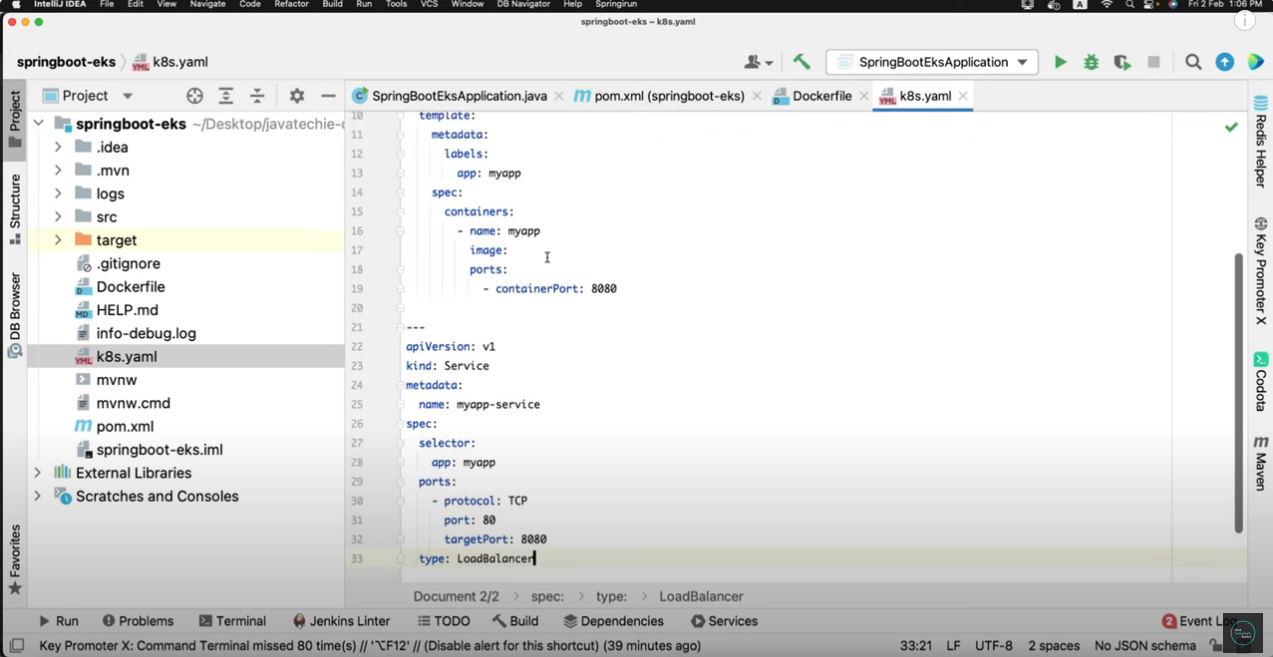 IntelliJ IDEA File Edit View Navigate Code Refactor Build Run Tools VCS Window DB Navigator Help Springirun A Fri 2 Feb 1:06 PM
springboot-eks – k8s.yaml
springboot-eks k8s.yaml
SpringBootEksApplication
Project
SpringBootEksApplication.java
pom.xml (springboot-eks)
Dockerfile
k8s.yaml
Project
Structure
DB Browser
Favorites
springboot-eks ~/Desktop/javatechie-
.idea
.mvn
logs
src
target
.gitignore
Dockerfile
HELP.md
info-debug.log
k8s.yaml
mvnw
mvnw.cmd
pom.xml
springboot-eks.iml
External Libraries
Scratches and Consoles
10 template:
11 metadata:
12 labels:
13 app: myapp
14 spec:
15 containers:
16 - name: myapp
17 image:
18 ports:
19 - containerPort: 8080
20
21 ---
22 apiVersion: v1
23 kind: Service
24 metadata:
25 name: myapp-service
26 spec:
27 selector:
28 app: myapp
29 ports:
30 - protocol: TCP
31 port: 80
32 targetPort: 8080
33 type: LoadBalancer
Redis Helper
Key Promoter X
Codota
Maven
Document 2/2 › spec: › type: › LoadBalancer
Run Problems Terminal Jenkins Linter TODO Build Dependencies Services 2 Event Log
Key Promoter X: Command Terminal missed 80 time(s) // '⌥F12' // (Disable alert for this shortcut) (39 minutes ago) 33:21 LF UTF-8 2 spaces No JSON schema